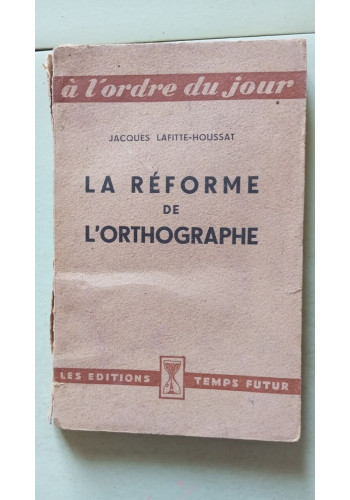 à l'ordre du jour
JACQUES LAFITTE-HOUSSAT
LA RÉFORME
DE
L'ORTHOGRAPHE
LES EDITIONS TEMPS FUTUR